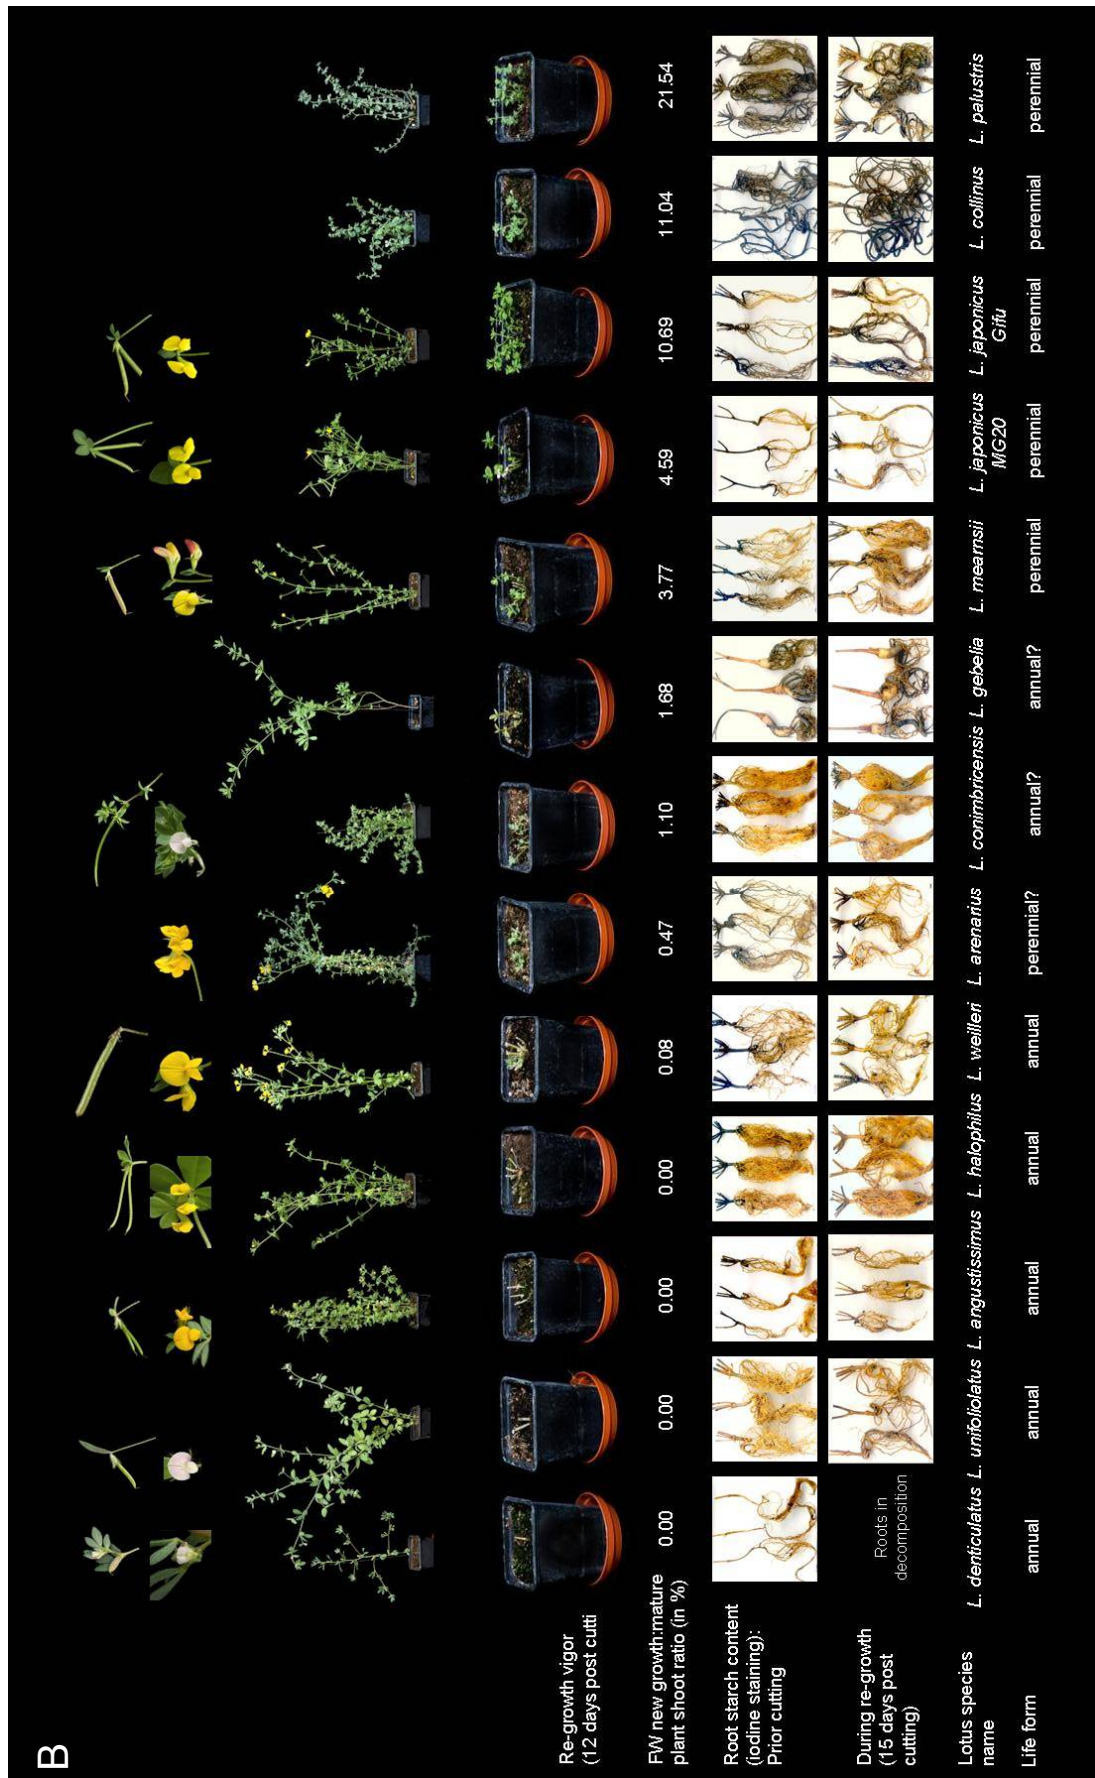 B
Re-growth vigor
(12 days post cutti
FW new growth:mature
plant shoot ratio (in %)
0.00
0.00
0.00
0.00
0.08
0.47
1.10
1.68
3.77
4.59
10.69
11.04
21.54
Root starch content
(iodine staining):
Prior cutting
During re-growth
(15 days post
cutting)
Roots in
decomposition
Lotus species
name
L. denticulatus
L. unifoliolatus
L. angustissimus
L. halophilus
L. weilleri
L. arenarius
L. conimbricensis
L. gebelia
L. mearnsii
L. japonicus
MG20
L. japonicus
Gifu
L. collinus
L. palustris
Life form
annual
annual
annual
annual
annual
perennial?
annual?
annual?
perennial
perennial
perennial
perennial
perennial